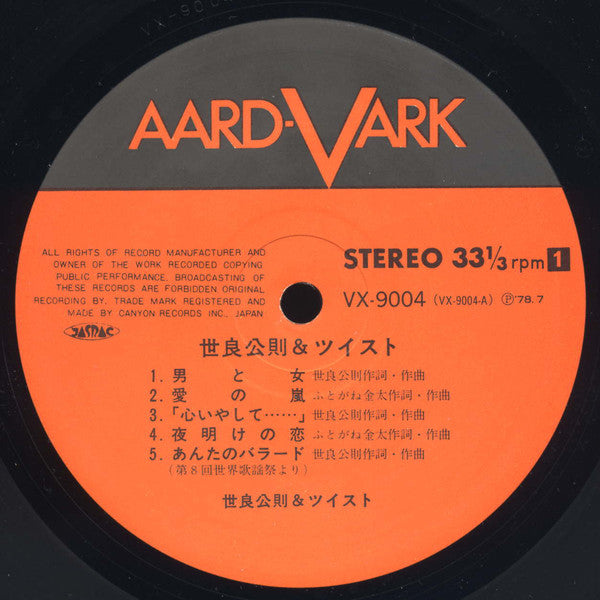 VX-9004
AARD-VARK
ALL RIGHTS OF RECORD MANUFACTURER AND
OWNER OF THE WORK RECORDED COPYING
PUBLIC PERFORMANCE, BROADCASTING OF
THESE RECORDS ARE FORBIDDEN ORIGINAL
RECORDING BY. TRADE MARK REGISTERED AND
MADE BY CANYON RECORDS INC., JAPAN
JASRAC
STEREO 33 1/3 rpm 1
VX-9004 (VX-9004-A) Ⓟ'78.7
世良公則&ツイスト
1. 男と女 世良公則作詞・作曲
2. 愛の嵐 ふとがね金太作詞・作曲
3.「心いやして……」世良公則作詞・作曲
4. 夜明けの恋 ふとがね金太作詞・作曲
5. あんたのバラード 世良公則作詞・作曲
(第8回世界歌謡祭より)
世良公則&ツイスト